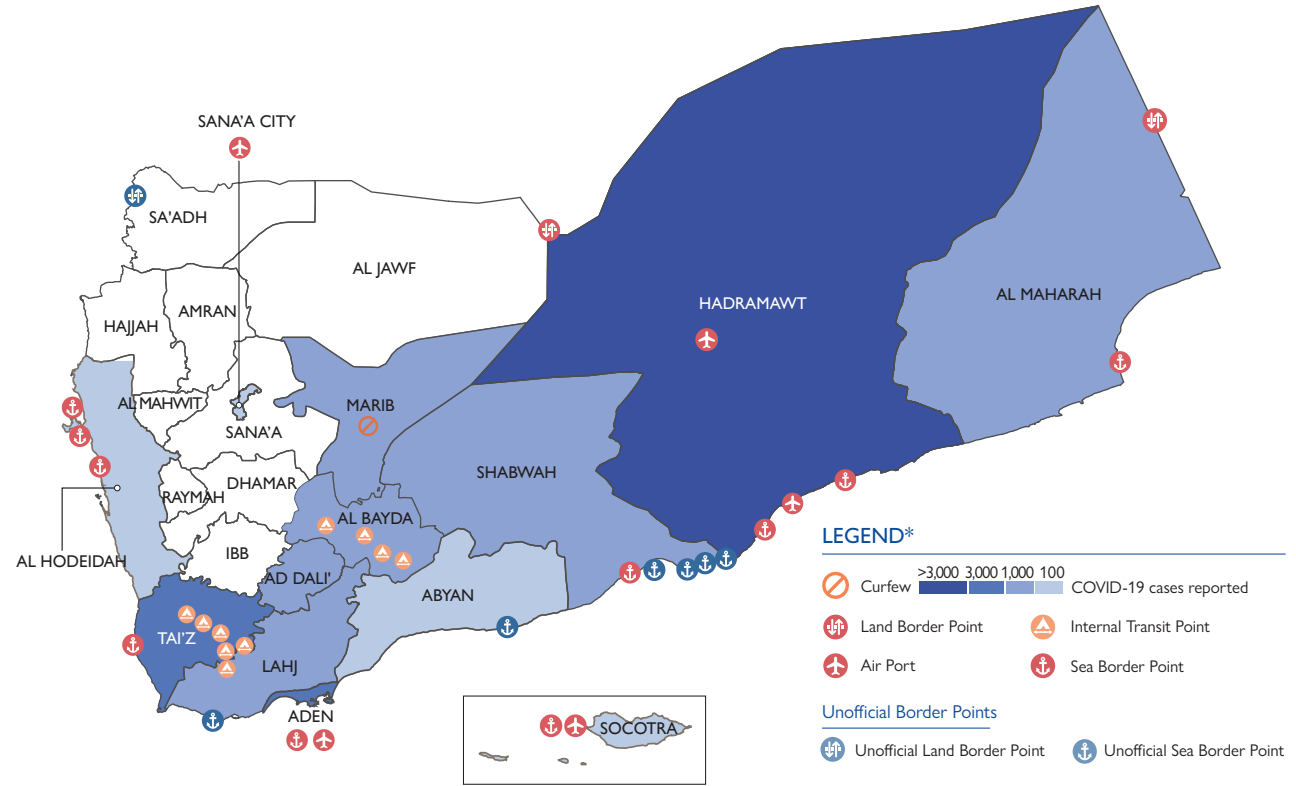 SANA'A CITY
SA'ADH
AL JAWF
HADRAMAWT
AL MAHARAH
AMRAN
HAJJAH
AL MAHWIT
MARIB
SANA'A
SHABWAH
DHAMAR
RAYMAH
AL BAYDA
IBB
AL HODEIDAH
AD DALI'
ABYAN
TAI'Z
LAHJ
ADEN
SOCOTRA
LEGEND*
>3,000 3,000 1,000 100
Curfew COVID-19 cases reported
Land Border Point Internal Transit Point
Air Port Sea Border Point
Unofficial Border Points
Unofficial Land Border Point Unofficial Sea Border Point